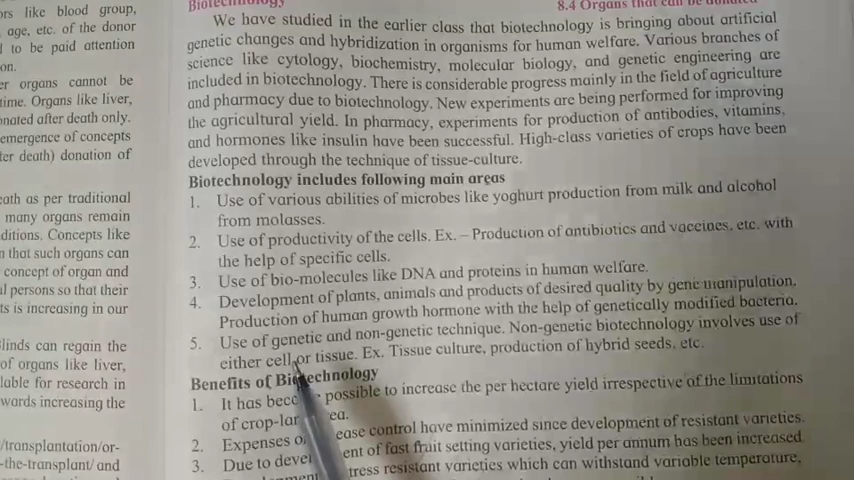 ors like blood group,
age, etc. of the donor
l to be paid attention
on.
er organs cannot be
time. Organs like liver,
onated after death only.
emergence of concepts
ter death) donation of
eath as per traditional
many organs remain
ditions. Concepts like
n that such organs can
concept of organ and
l persons so that their
ts is increasing in our
linds can regain the
of organs like liver,
lable for research in
wards increasing the
/transplantation/or-
-the-transplant/ and
Biotechnology
8.4 Organs that can be donated
We have studied in the earlier class that biotechnology is bringing about artificial
genetic changes and hybridization in organisms for human welfare. Various branches of
science like cytology, biochemistry, molecular biology, and genetic engineering are
included in biotechnology. There is considerable progress mainly in the field of agriculture
and pharmacy due to biotechnology. New experiments are being performed for improving
the agricultural yield. In pharmacy, experiments for production of antibodies, vitamins,
and hormones like insulin have been successful. High-class varieties of crops have been
developed through the technique of tissue-culture.
Biotechnology includes following main areas
1. Use of various abilities of microbes like yoghurt production from milk and alcohol
from molasses.
2. Use of productivity of the cells. Ex. – Production of antibiotics and vaccines, etc. with
the help of specific cells.
3. Use of bio-molecules like DNA and proteins in human welfare.
4. Development of plants, animals and products of desired quality by gene manipulation.
Production of human growth hormone with the help of genetically modified bacteria.
5. Use of genetic and non-genetic technique. Non-genetic biotechnology involves use of
either cell or tissue. Ex. Tissue culture, production of hybrid seeds, etc.
Benefits of Biotechnology
1. It has beco possible to increase the per hectare yield irrespective of the limitations
of crop-lan ea.
2. Expenses o ease control have minimized since development of resistant varieties.
3. Due to devel ent of fast fruit setting varieties, yield per annum has been increased
tress resistant varieties which can withstand variable temperature,